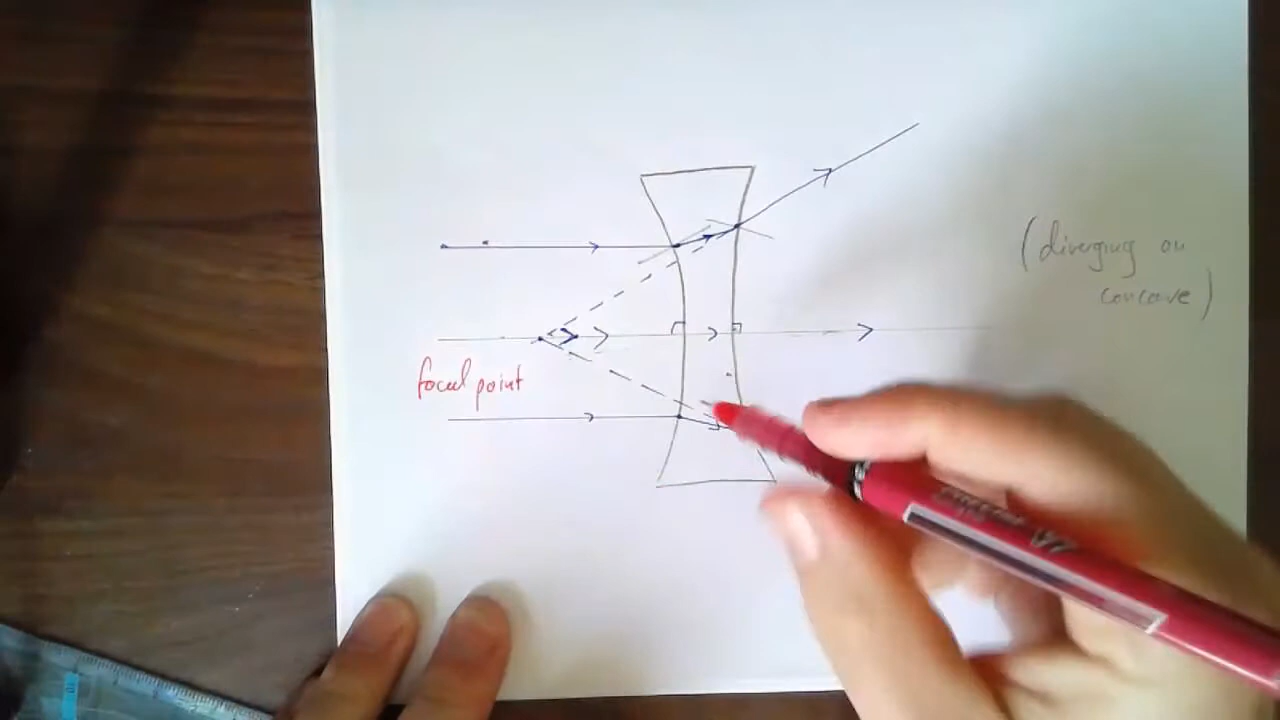 focal point
(diverging or
concave)